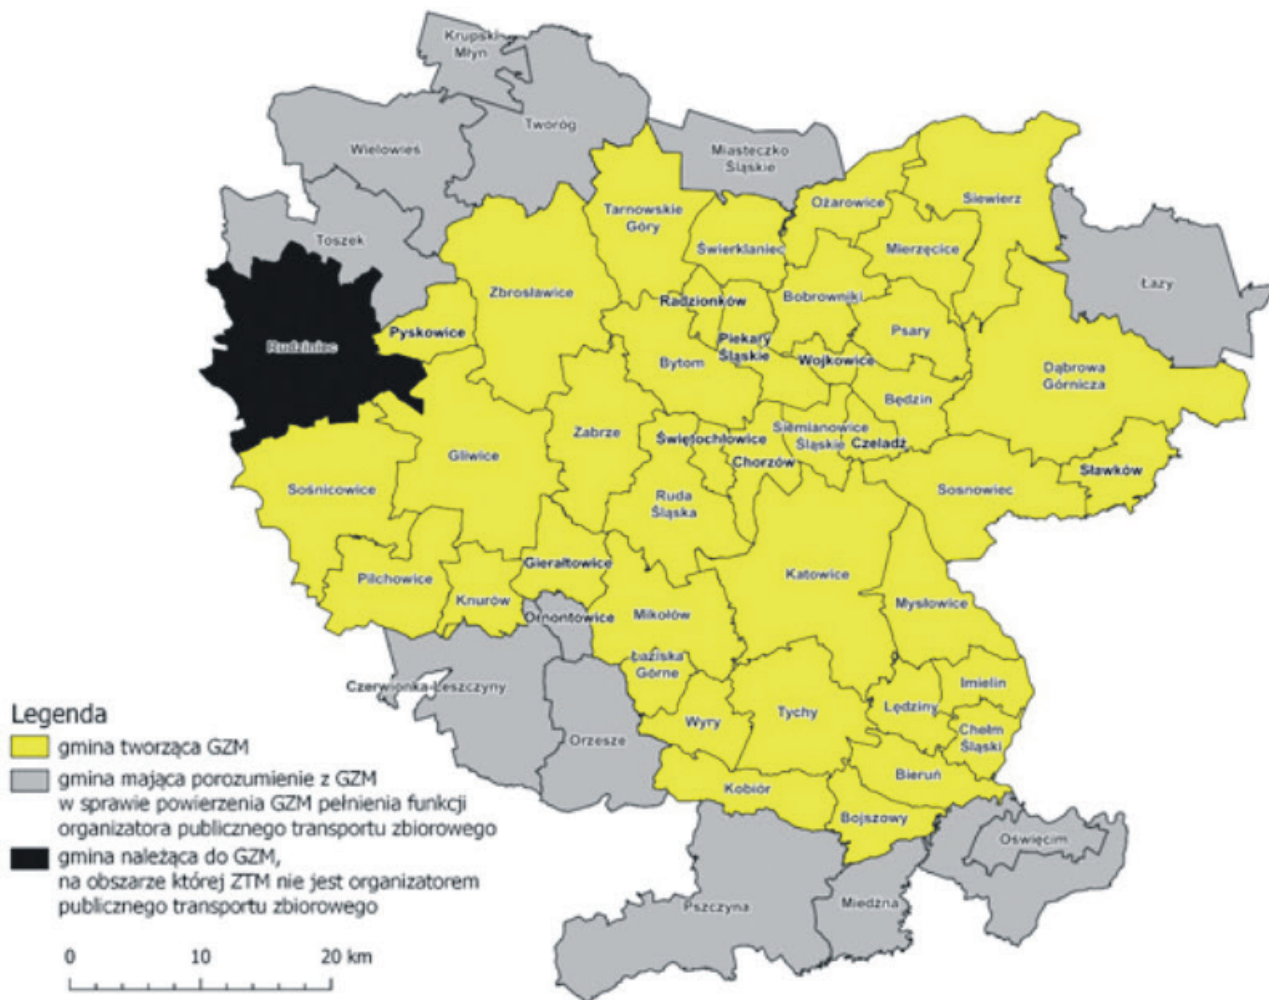 Krupski
Młyn
Tworóg
Wielowieś
Miasteczko
Śląskie
Tarnowskie
Góry
Ożarowice
Siewierz
Toszek
Świerklaniec
Mierzęcice
Łazy
Zbrosławice
Radzionków
Bobrowniki
Pyskowice
Rudziniec
Piekary
Śląskie
Psary
Bytom
Wojkowice
Dąbrowa
Górnicza
Będzin
Zabrze
Świętochłowice
Siemianowice
Śląskie
Czeladź
Gliwice
Chorzów
Sławków
Sośnicowice
Ruda
Śląska
Sosnowiec
Gierałtowice
Katowice
Pilchowice
Knurów
Mysłowice
Ornontowice
Mikołów
Łaziska
Górne
Czerwionka-Leszczyny
Imielin
Lędziny
Tychy
Wyry
Chełm
Śląski
Orzesze
Bieruń
Kobiór
Bojszowy
Oświęcim
Pszczyna
Miedzna
Legenda
gmina tworząca GZM
gmina mająca porozumienie z GZM
w sprawie powierzenia GZM pełnienia funkcji
organizatora publicznego transportu zbiorowego
gmina należąca do GZM,
na obszarze której ZTM nie jest organizatorem
publicznego transportu zbiorowego
0 10 20 km